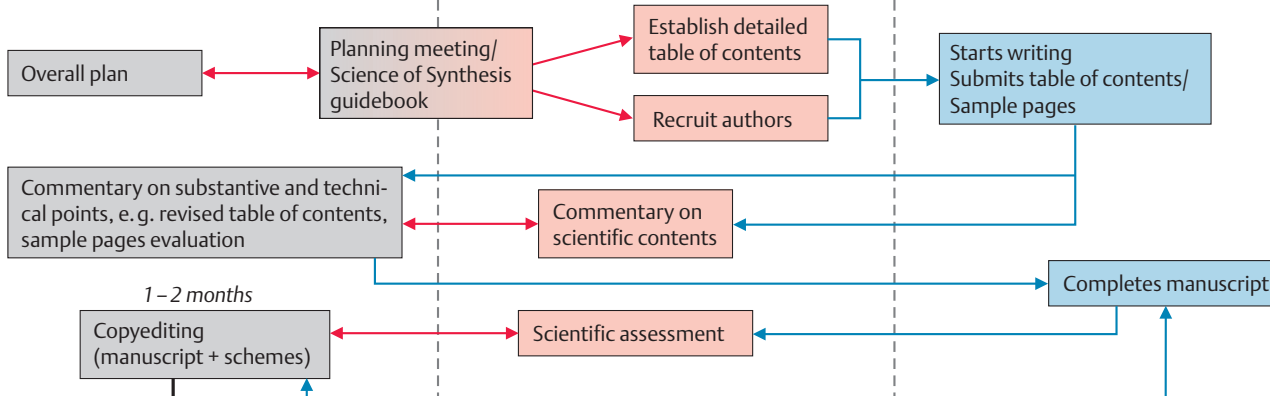 Overall plan
Planning meeting/
Science of Synthesis
guidebook
Establish detailed
table of contents
Recruit authors
Starts writing
Submits table of contents/
Sample pages
Commentary on substantive and techni-
cal points, e. g. revised table of contents,
sample pages evaluation
Commentary on
scientific contents
Completes manuscript
1 – 2 months
Copyediting
(manuscript + schemes)
Scientific assessment